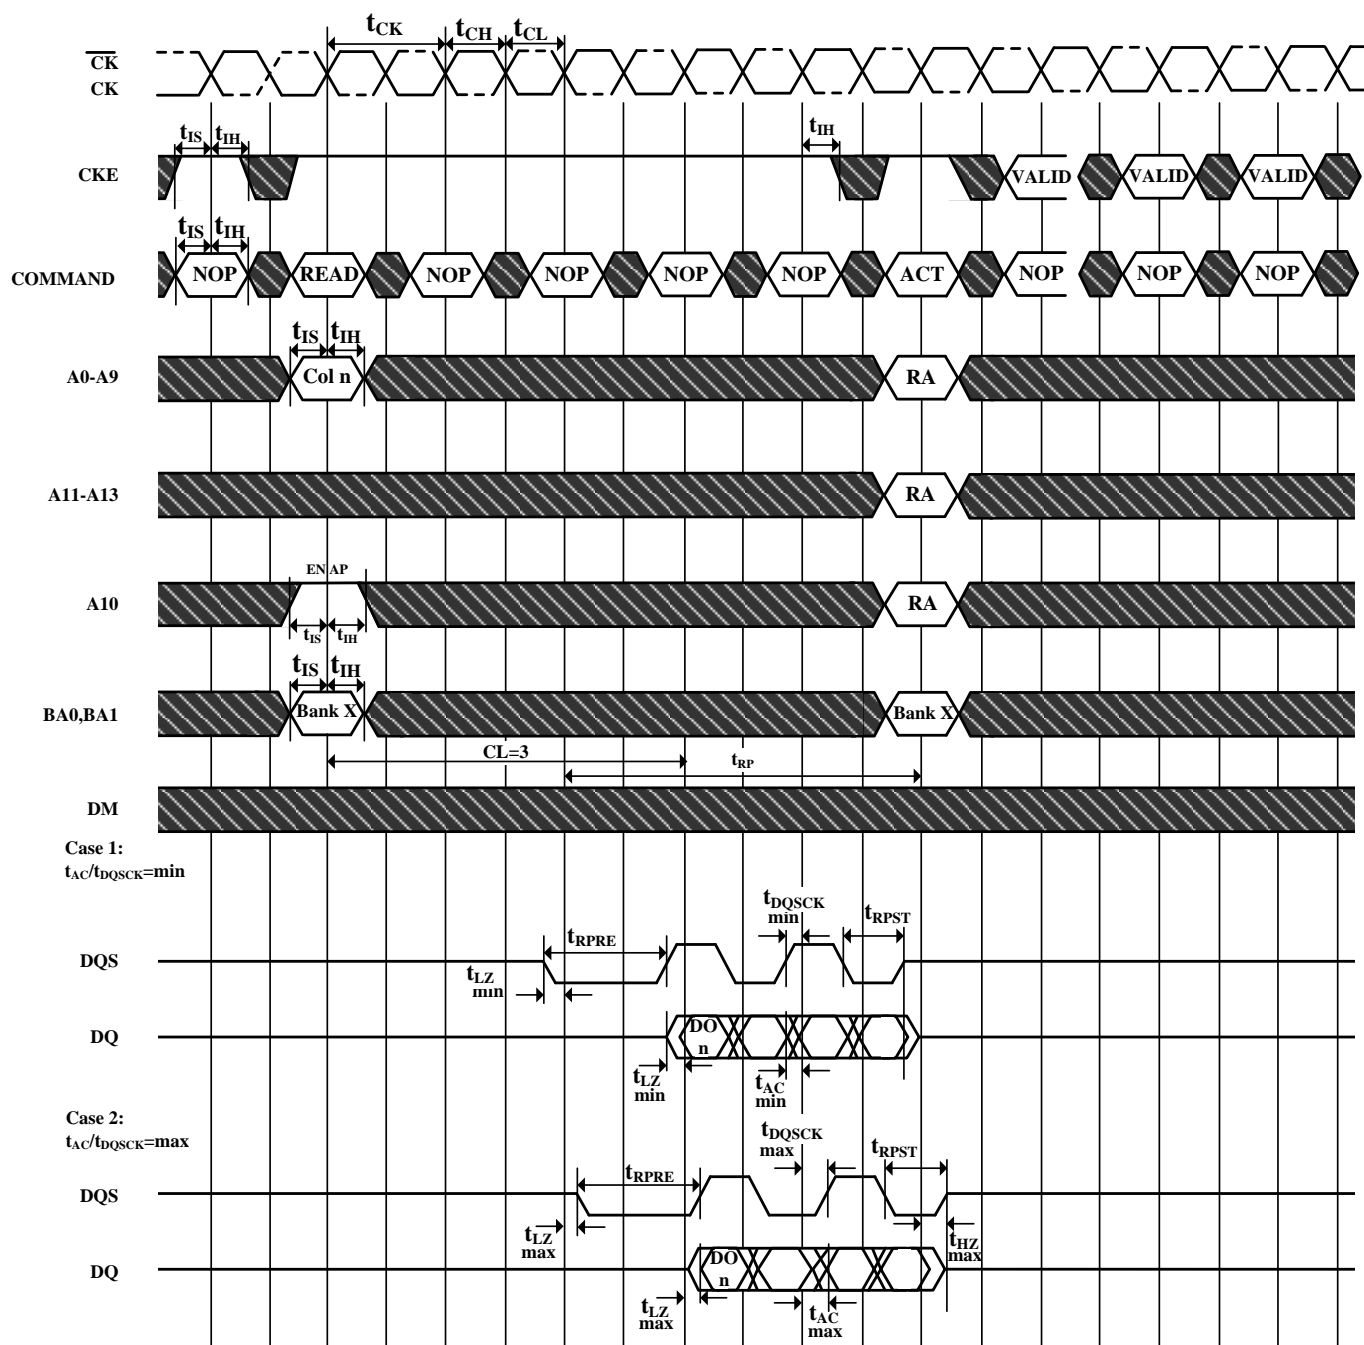 tCK tCH tCL
CK
CK
tIS tIH tIH
CKE VALID VALID VALID
tIS tIH
COMMAND NOP READ NOP NOP NOP NOP ACT NOP NOP NOP
tIS tIH
A0-A9 Col n RA
A11-A13 RA
EN AP
A10 RA
tIS tIH
tIS tIH
BA0,BA1 Bank X Bank X
CL=3 tRP
DM
Case 1:
tAC/tDQSCK=min
tDQSCK min tRPST
tRPRE
DQS
tLZ min
DQ DO n
tLZ min tAC min
Case 2:
tAC/tDQSCK=max
tDQSCK max tRPST
tRPRE
DQS
tLZ max tHZ max
DQ DO n
tLZ max tAC max